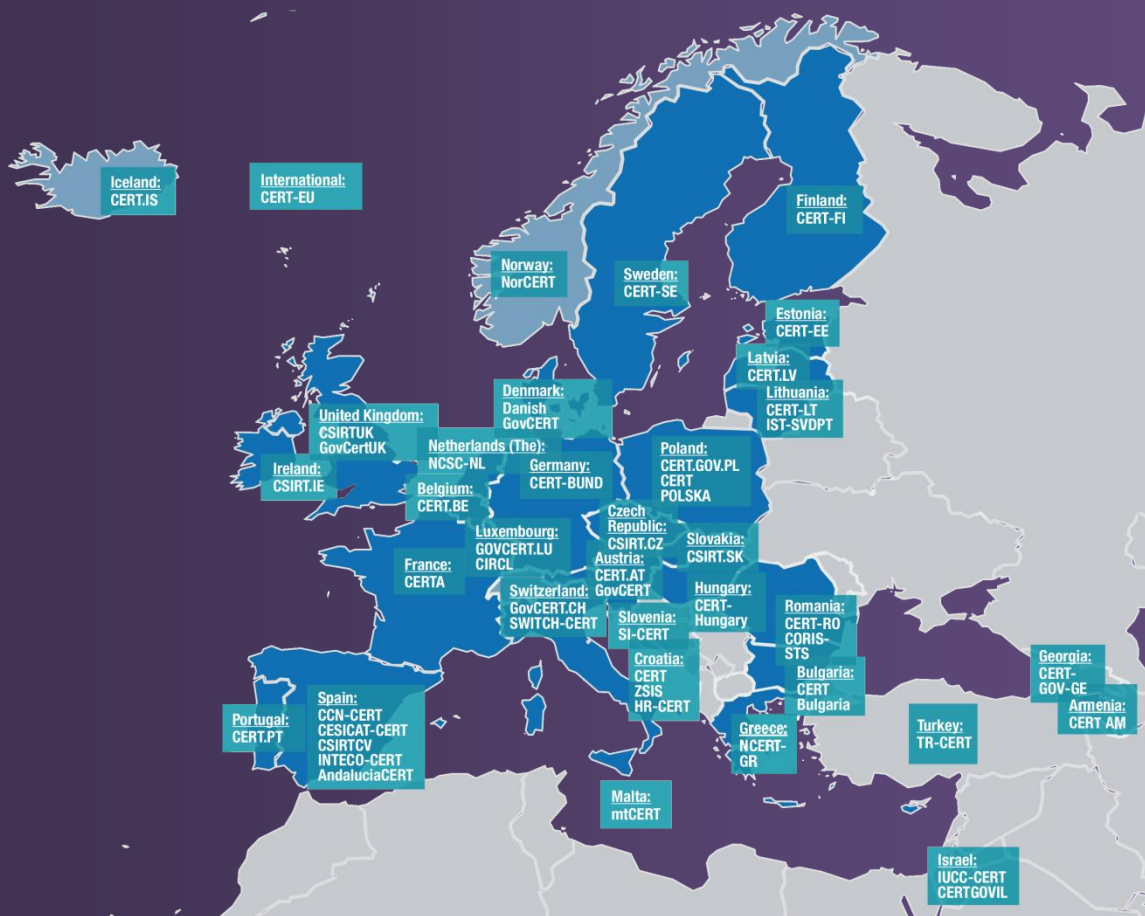 Iceland:
CERT.IS
International:
CERT-EU
Finland:
CERT-FI
Norway:
NorCERT
Sweden:
CERT-SE
Estonia:
CERT-EE
Latvia:
CERT.LV
Lithuania:
CERT-LT
IST-SVDPT
Denmark:
Danish
GovCERT
United Kingdom:
CSIRTUK
GovCertUK
Netherlands (The):
NCSC-NL
Germany:
CERT-BUND
Poland:
CERT.GOV.PL
CERT
POLSKA
Ireland:
CSIRT.IE
Belgium:
CERT.BE
Czech
Republic:
CSIRT.CZ
Luxembourg:
GOVCERT.LU
CIRCL
Slovakia:
CSIRT.SK
France:
CERTA
Austria:
CERT.AT
GovCERT
Switzerland:
GovCERT.CH
SWITCH-CERT
Hungary:
CERT-
Hungary
Romania:
CERT-RO
CORIS-
STS
Slovenia:
SI-CERT
Croatia:
CERT
ZSIS
HR-CERT
Bulgaria:
CERT
Bulgaria
Georgia:
CERT-
GOV-GE
Armenia:
CERT AM
Portugal:
CERT.PT
Spain:
CCN-CERT
CESICAT-CERT
CSIRTCV
INTECO-CERT
AndaluciaCERT
Greece:
NCERT-
GR
Turkey:
TR-CERT
Malta:
mtCERT
Israel:
IUCC-CERT
CERTGOVIL